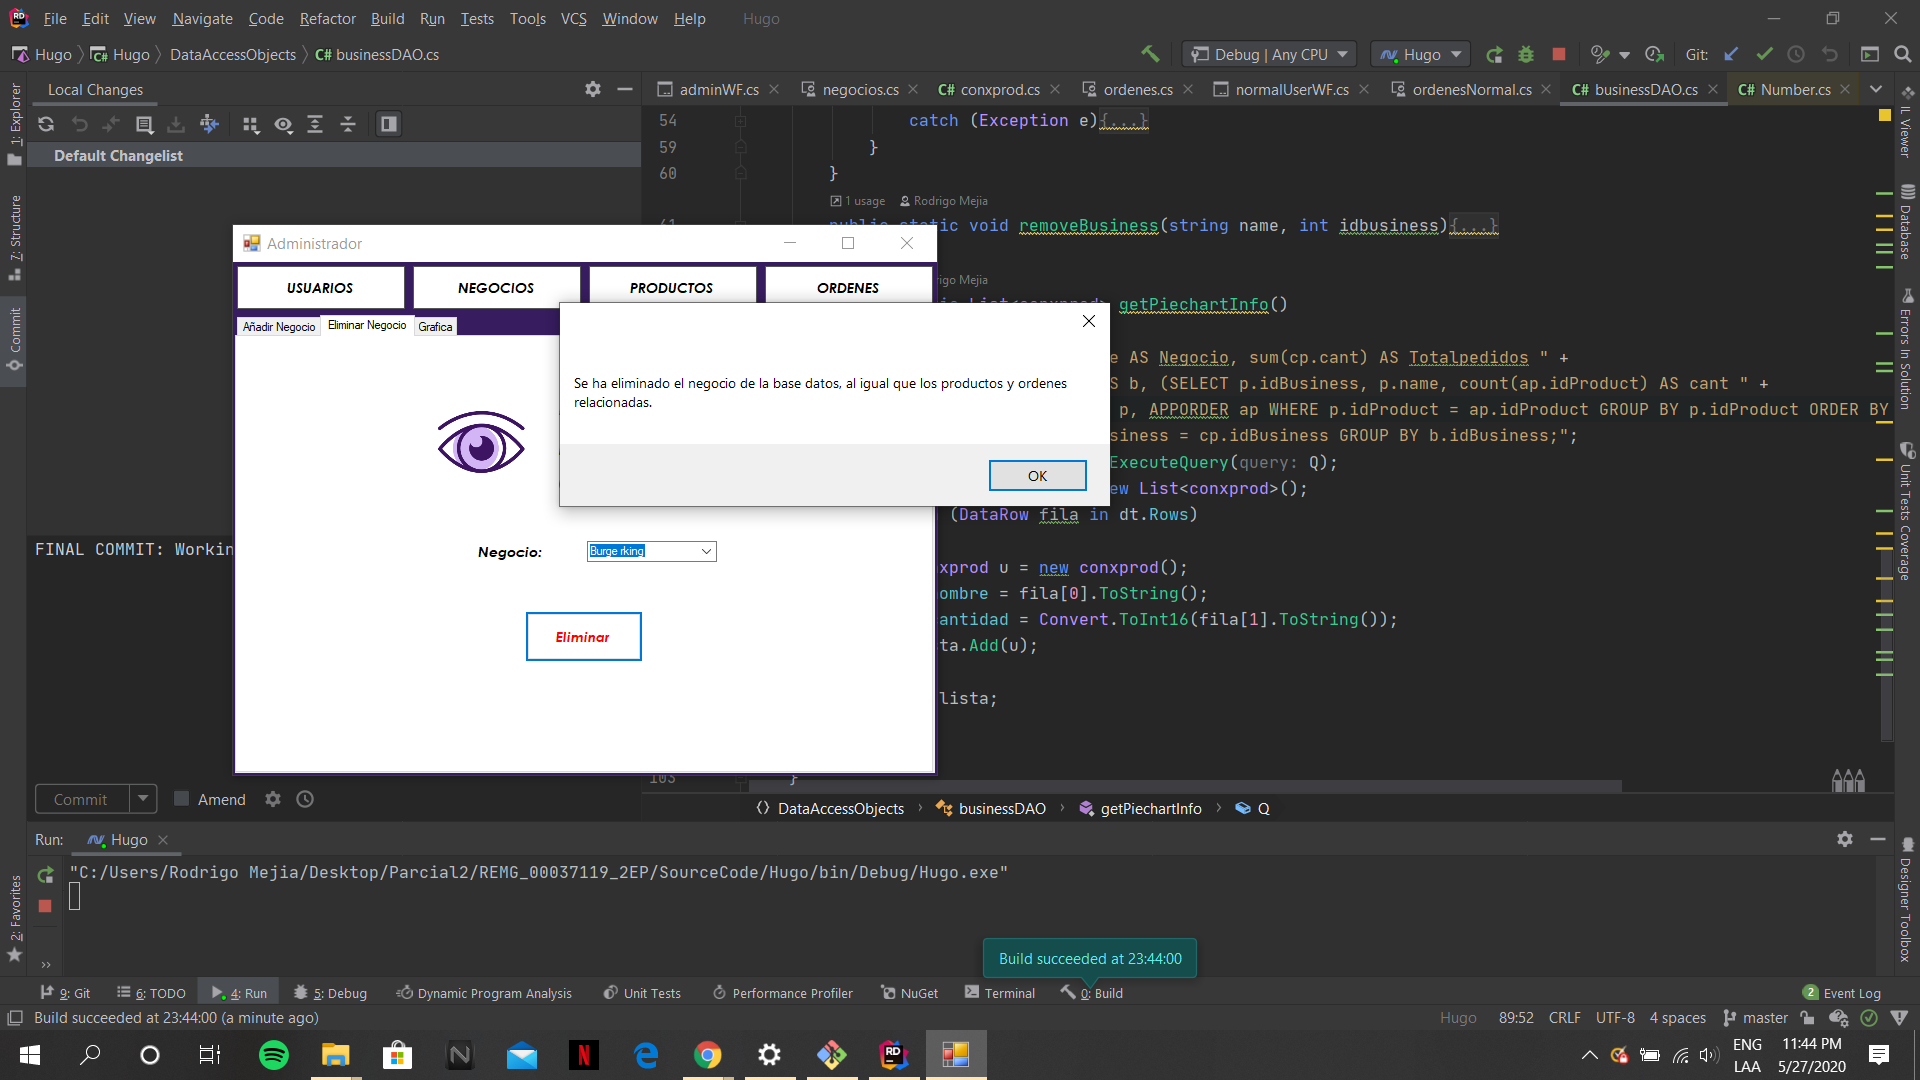 File Edit View Navigate Code Refactor Build Run Tests Tools VCS Window Help Hugo
Hugo Hugo DataAccessObjects C# businessDAO.cs Debug | Any CPU Hugo Git:
Local Changes
adminWF.cs negocios.cs C# conxprod.cs ordenes.cs normalUserWF.cs ordenesNormal.cs C# businessDAO.cs C# Number.cs
Default Changelist
54 catch (Exception e){...}
59 }
60 }
1 usage Rodrigo Mejia
public static void removeBusiness(string name, int idbusiness){...}
getPiechartInfo()
e AS Negocio, sum(cp.cant) AS Totalpedidos " +
S b, (SELECT p.idBusiness, p.name, count(ap.idProduct) AS cant " +
p, APPORDER ap WHERE p.idProduct = ap.idProduct GROUP BY p.idProduct ORDER BY
siness = cp.idBusiness GROUP BY b.idBusiness;";
ExecuteQuery(query: Q);
ew List<conxprod>();
(DataRow fila in dt.Rows)
xprod u = new conxprod();
ombre = fila[0].ToString();
antidad = Convert.ToInt16(fila[1].ToString());
ta.Add(u);
lista;
103 }
Administrador
USUARIOS NEGOCIOS PRODUCTOS ORDENES
Añadir Negocio Eliminar Negocio Grafica
Se ha eliminado el negocio de la base datos, al igual que los productos y ordenes
relacionadas.
OK
Negocio: Burge rking
Eliminar
FINAL COMMIT: Workin
Commit Amend
DataAccessObjects businessDAO getPiechartInfo Q
Run: Hugo
"C:/Users/Rodrigo Mejia/Desktop/Parcial2/REMG_00037119_2EP/SourceCode/Hugo/bin/Debug/Hugo.exe"
Build succeeded at 23:44:00
9: Git 6: TODO 4: Run 5: Debug Dynamic Program Analysis Unit Tests Performance Profiler NuGet Terminal 0: Build 2 Event Log
Build succeeded at 23:44:00 (a minute ago) Hugo 89:52 CRLF UTF-8 4 spaces master
ENG
LAA
11:44 PM
5/27/2020
1: Explorer
7: Structure
Commit
2: Favorites
IL Viewer
Database
Errors In Solution
Unit Tests Coverage
Designer Toolbox